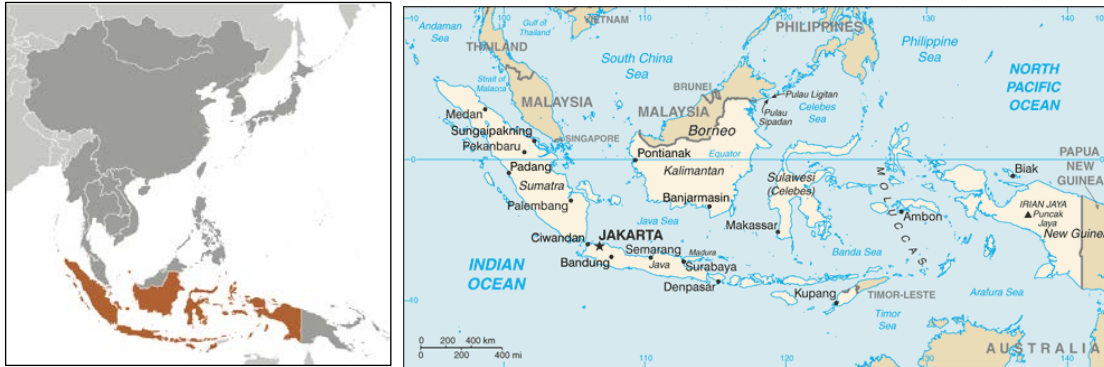 100
Andaman
Sea
Gulf of
Thailand
VIETNAM
THAILAND
South China
Sea
PHILIPPINES
Philippine
Sea
130
140
NORTH
PACIFIC
OCEAN
Strait of
Malacca
MALAYSIA
BRUNEI
MALAYSIA
Pulau Ligitan
Pulau
Sipadan
Celebes
Sea
Medan
Sungaipakning
SINGAPORE
Pekanbaru
Borneo
Pontianak
Equator
Padang
Sumatra
Kalimantan
Sulawesi
(Celebes)
MOLUCCAS
Biak
PAPUA
NEW
GUINEA
Palembang
Banjarmasin
IRIAN JAYA
Puncak
Jaya
New Guinea
Ambon
Java Sea
Makassar
Ciwandan
JAKARTA
Semarang
Madura
Banda Sea
INDIAN
OCEAN
Bandung
Java
Surabaya
Denpasar
Kupang
TIMOR-LESTE
Arafura Sea
10
Timor
Sea
0 200 400 km
0 200 400 mi
110
120
130
AUSTRALIA